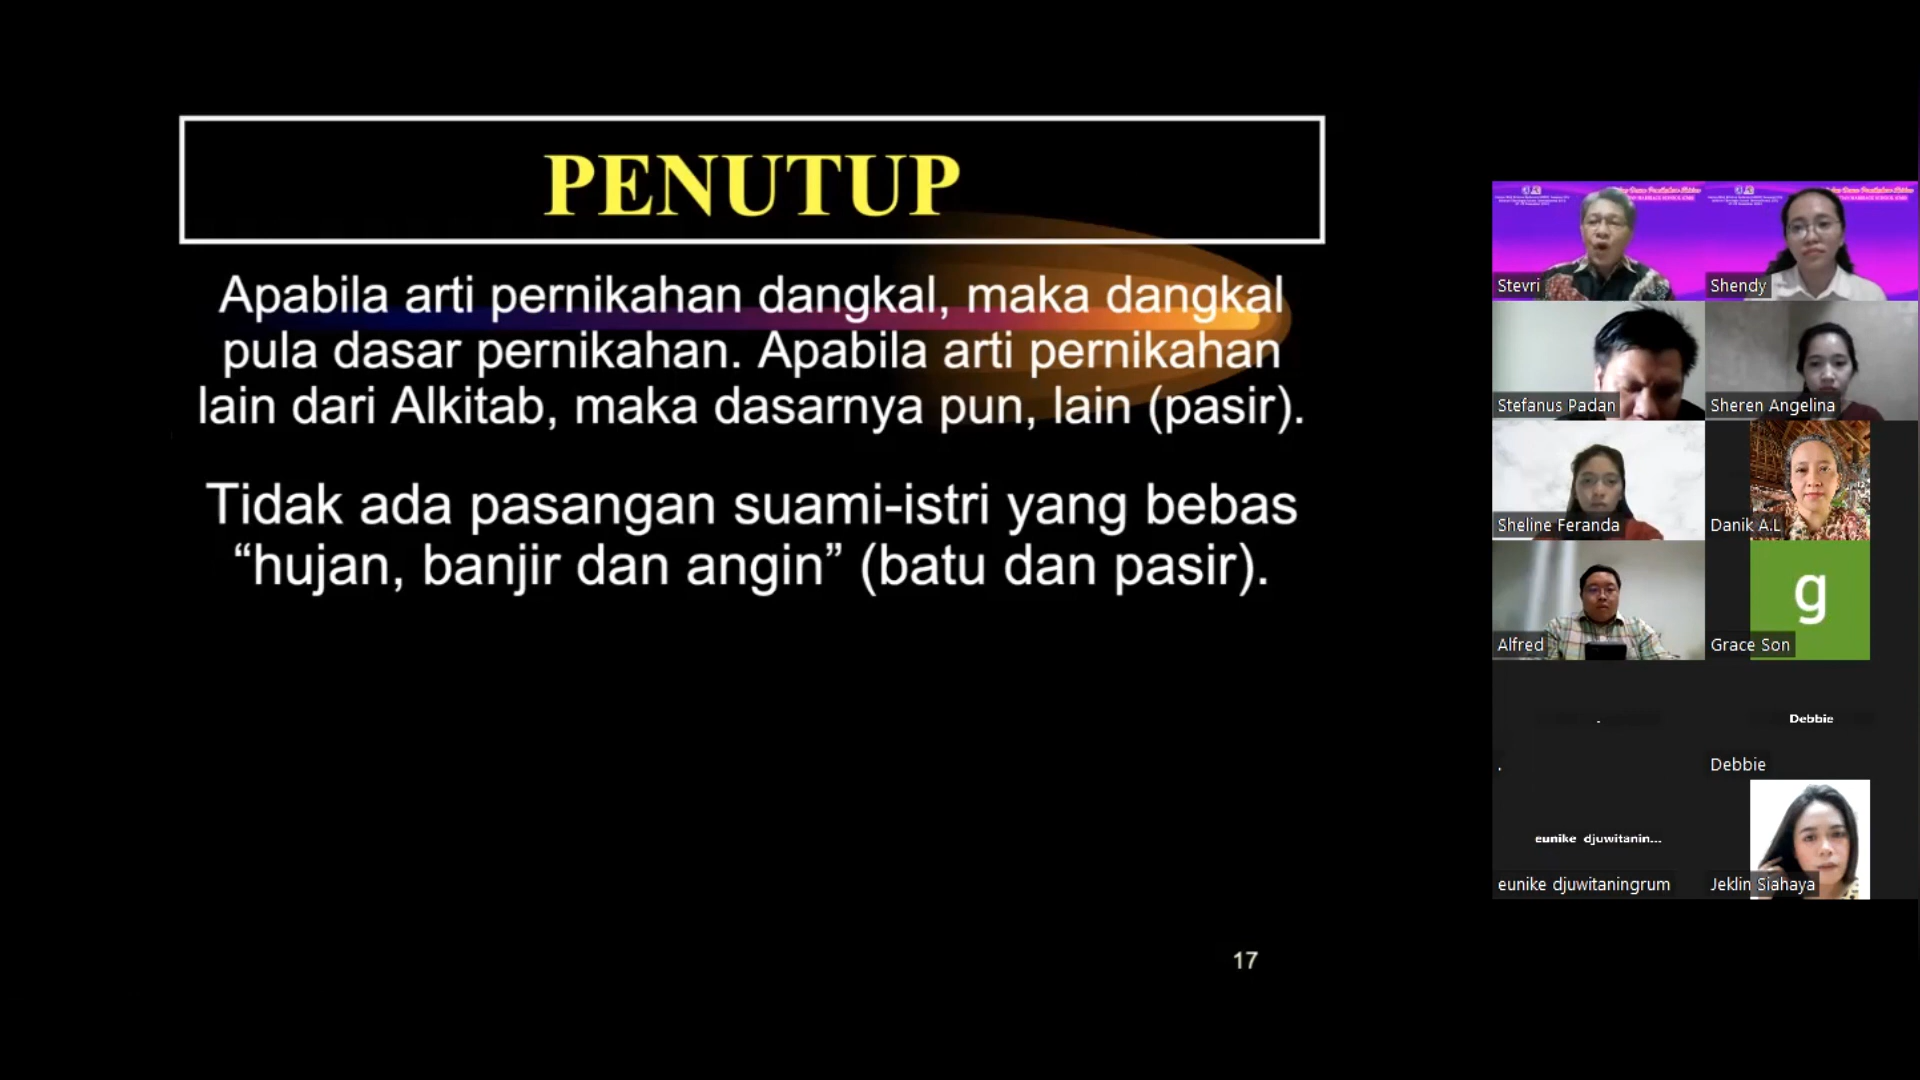 PENUTUP
Apabila arti pernikahan dangkal, maka dangkal
pula dasar pernikahan. Apabila arti pernikahan
lain dari Alkitab, maka dasarnya pun, lain (pasir).
Tidak ada pasangan suami-istri yang bebas
“hujan, banjir dan angin” (batu dan pasir).
17
Stevri
Shendy
Stefanus Padan
Sheren Angelina
Sheline Feranda
Danik A.L
g
Alfred
Grace Son
.
Debbie
.
Debbie
eunike djuwitanin...
eunike djuwitaningrum
Jeklin Siahaya